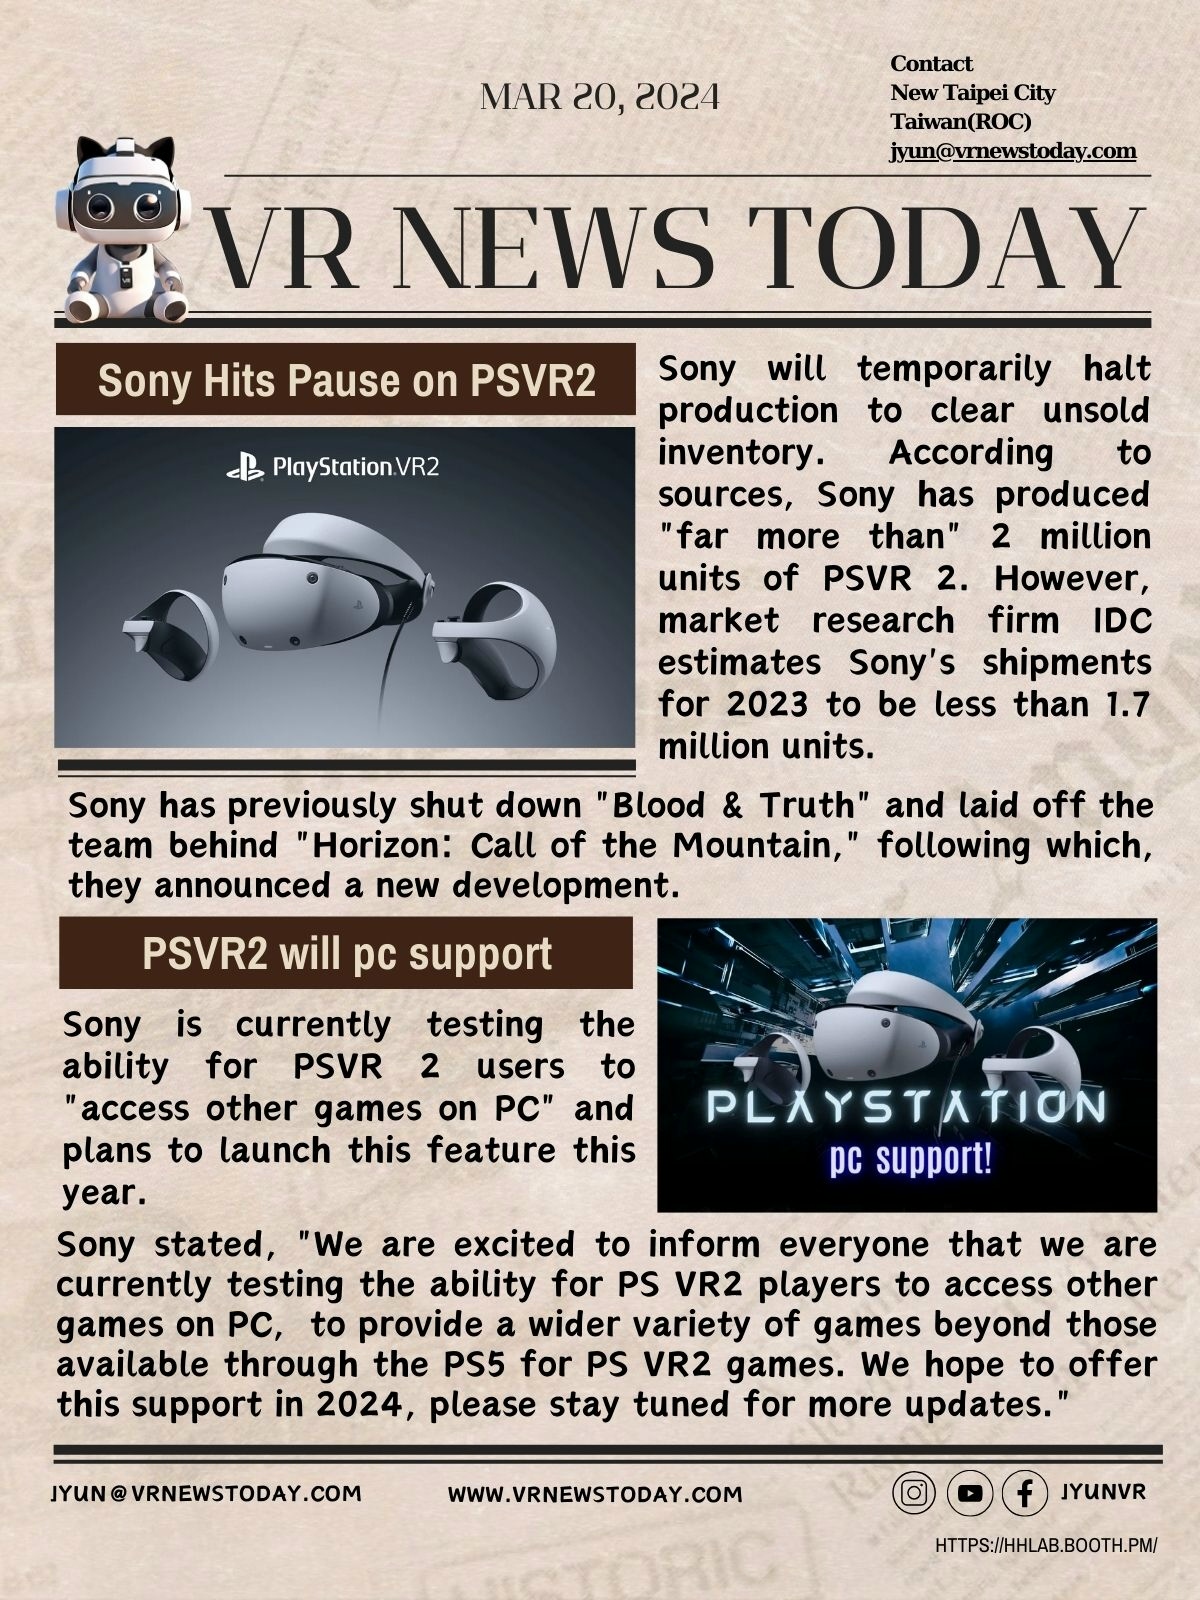 MAR 20, 2024
Contact
New Taipei City
Taiwan(ROC)
jyun@vrnewstoday.com
VR NEWS TODAY
VR
Sony Hits Pause on PSVR2
PlayStation.VR2
Sony will temporarily halt
production to clear unsold
inventory. According to
sources, Sony has produced
"far more than" 2 million
units of PSVR 2. However,
market research firm IDC
estimates Sony's shipments
for 2023 to be less than 1.7
million units.
Sony has previously shut down "Blood & Truth" and laid off the
team behind "Horizon: Call of the Mountain," following which,
they announced a new development.
PSVR2 will pc support
Sony is currently testing the
ability for PSVR 2 users to
"access other games on PC" and
plans to launch this feature this
year.
PLAYSTATION
pc support!
Sony stated, "We are excited to inform everyone that we are
currently testing the ability for PS VR2 players to access other
games on PC, to provide a wider variety of games beyond those
available through the PS5 for PS VR2 games. We hope to offer
this support in 2024, please stay tuned for more updates."
JYUN@VRNEWSTODAY.COM
WWW.VRNEWSTODAY.COM
JYUNVR
HTTPS://HHLAB.BOOTH.PM/
HISTORIC